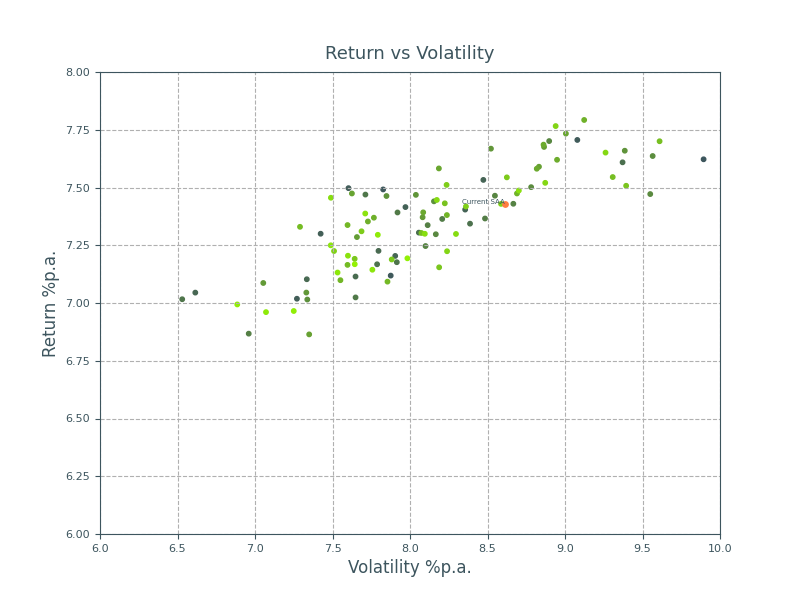 Return vs Volatility
8.00
7.75
7.50
7.25
7.00
6.75
6.50
6.25
6.00
Return %p.a.
Current SAA
6.0 6.5 7.0 7.5 8.0 8.5 9.0 9.5 10.0
Volatility %p.a.